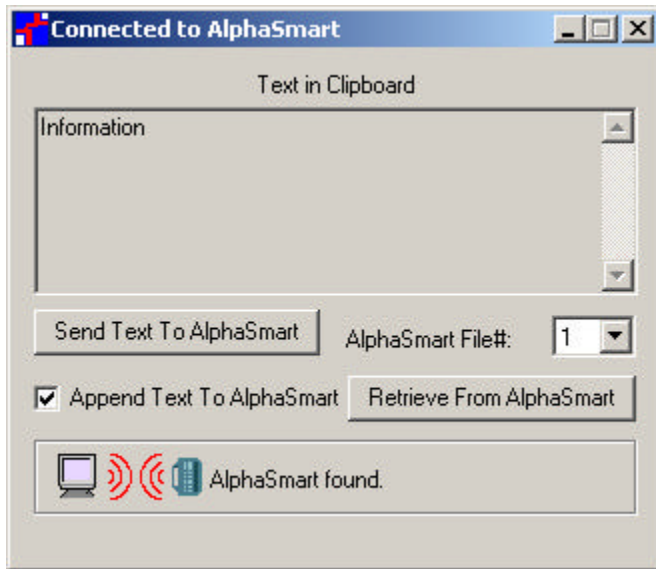 Connected to AlphaSmart
Text in Clipboard
Information
Send Text To AlphaSmart
AlphaSmart File#:
1
Append Text To AlphaSmart
Retrieve From AlphaSmart
AlphaSmart found.